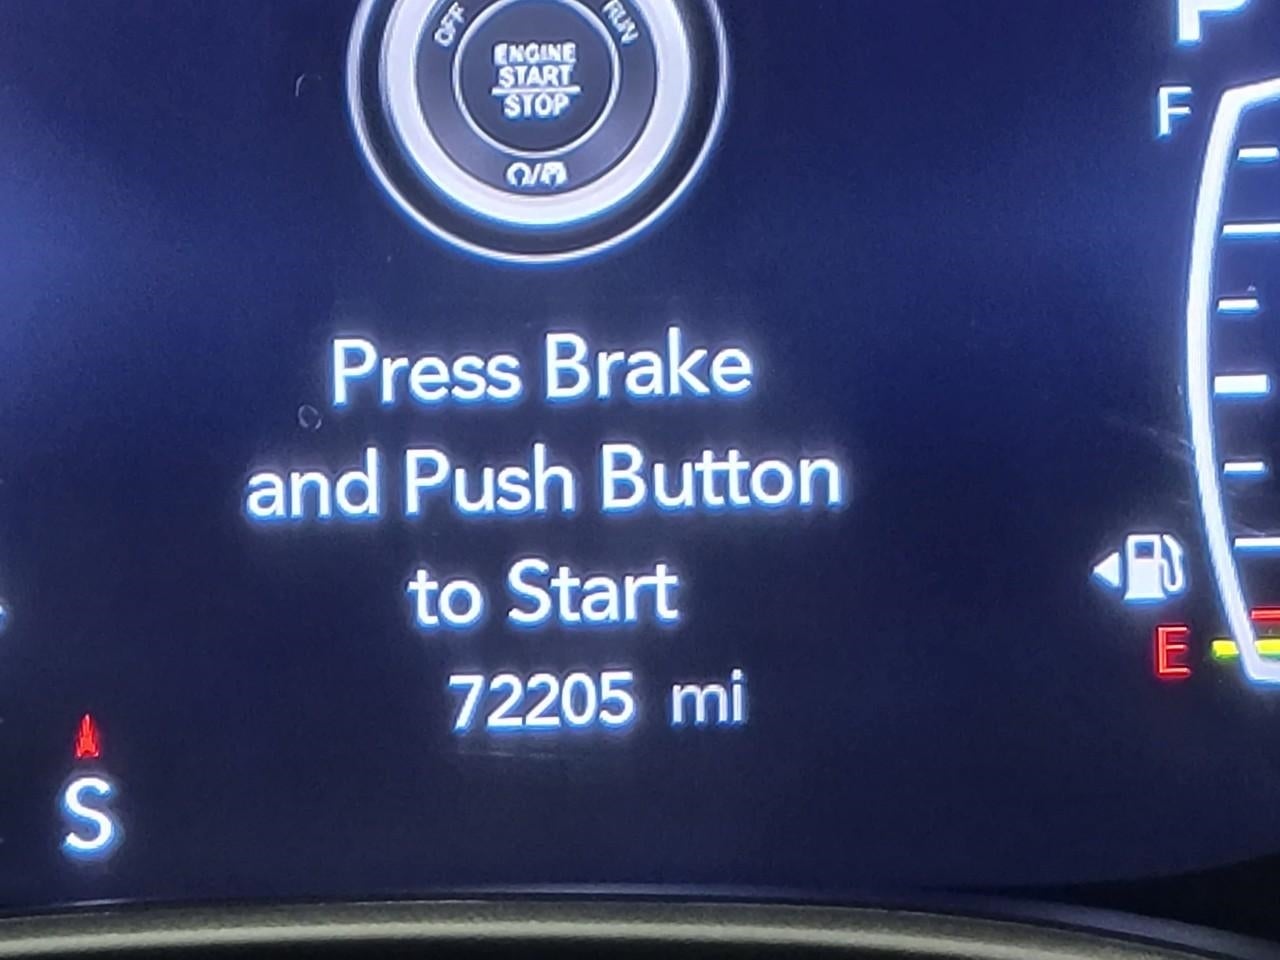 OFF RUN
ENGINE
START
STOP
P
F
Press Brake
and Push Button
to Start
E
72205 mi
S